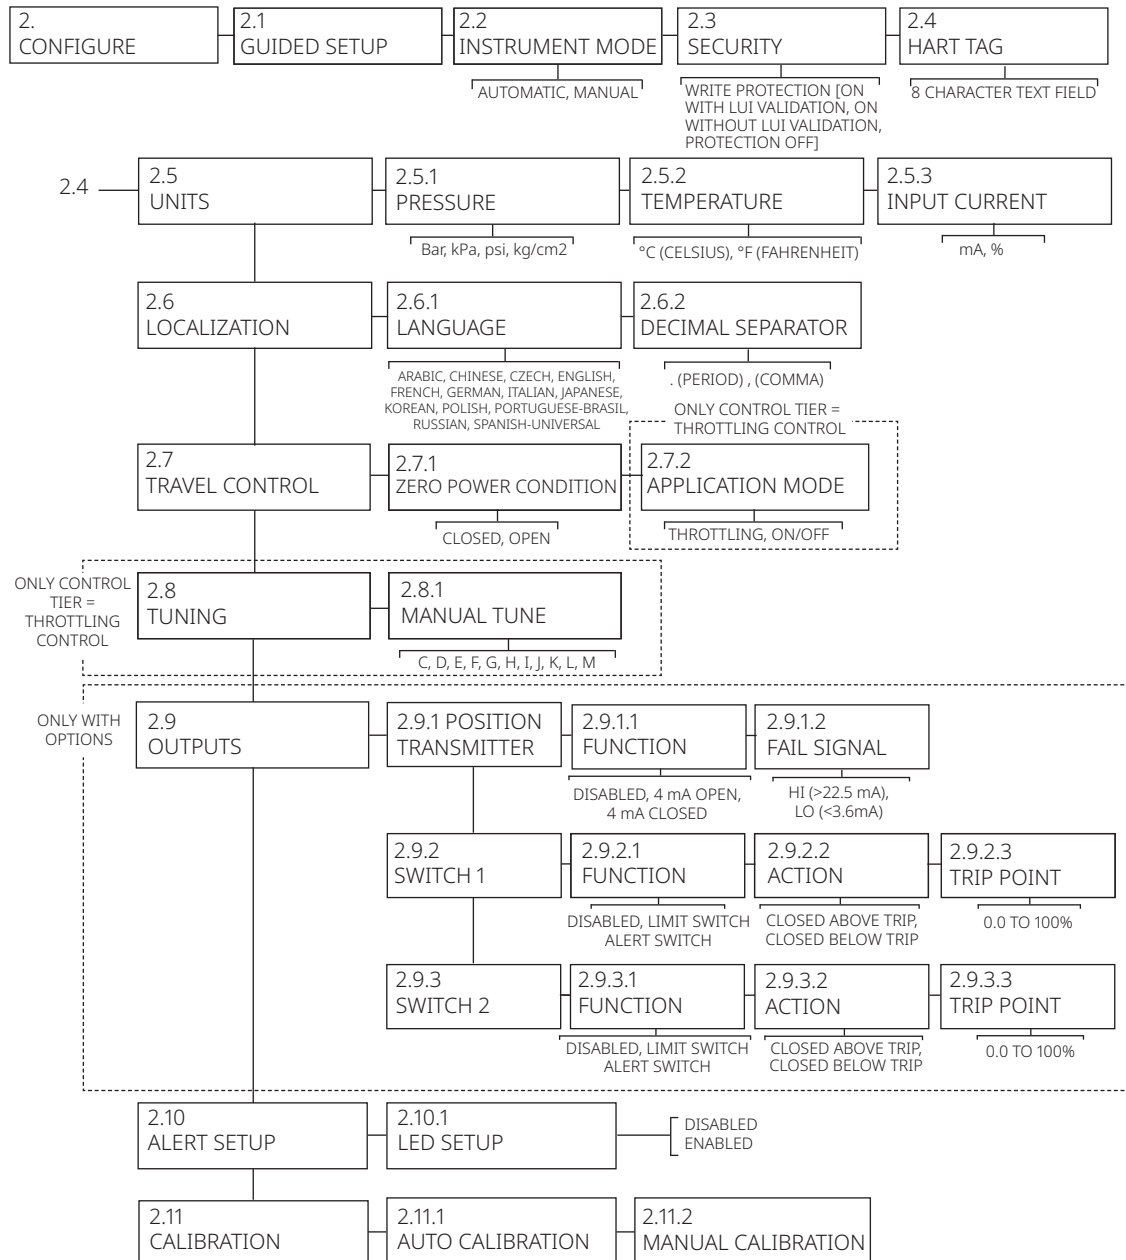 2.
CONFIGURE
2.1
GUIDED SETUP
2.2
INSTRUMENT MODE
2.3
SECURITY
2.4
HART TAG
AUTOMATIC, MANUAL
WRITE PROTECTION [ON
WITH LUI VALIDATION, ON
WITHOUT LUI VALIDATION,
PROTECTION OFF]
8 CHARACTER TEXT FIELD
2.4
2.5
UNITS
2.5.1
PRESSURE
2.5.2
TEMPERATURE
2.5.3
INPUT CURRENT
Bar, kPa, psi, kg/cm2
°C (CELSIUS), °F (FAHRENHEIT)
mA, %
2.6
LOCALIZATION
2.6.1
LANGUAGE
2.6.2
DECIMAL SEPARATOR
ARABIC, CHINESE, CZECH, ENGLISH,
FRENCH, GERMAN, ITALIAN, JAPANESE,
KOREAN, POLISH, PORTUGUESE-BRASIL,
RUSSIAN, SPANISH-UNIVERSAL
. (PERIOD) , (COMMA)
ONLY CONTROL TIER =
THROTTLING CONTROL
2.7
TRAVEL CONTROL
2.7.1
ZERO POWER CONDITION
2.7.2
APPLICATION MODE
CLOSED, OPEN
THROTTLING, ON/OFF
ONLY CONTROL
TIER =
THROTTLING
CONTROL
2.8
TUNING
2.8.1
MANUAL TUNE
C, D, E, F, G, H, I, J, K, L, M
ONLY WITH
OPTIONS
2.9
OUTPUTS
2.9.1 POSITION
TRANSMITTER
2.9.1.1
FUNCTION
2.9.1.2
FAIL SIGNAL
DISABLED, 4 mA OPEN,
4 mA CLOSED
HI (>22.5 mA),
LO (<3.6mA)
2.9.2
SWITCH 1
2.9.2.1
FUNCTION
2.9.2.2
ACTION
2.9.2.3
TRIP POINT
DISABLED, LIMIT SWITCH
ALERT SWITCH
CLOSED ABOVE TRIP,
CLOSED BELOW TRIP
0.0 TO 100%
2.9.3
SWITCH 2
2.9.3.1
FUNCTION
2.9.3.2
ACTION
2.9.3.3
TRIP POINT
DISABLED, LIMIT SWITCH
ALERT SWITCH
CLOSED ABOVE TRIP,
CLOSED BELOW TRIP
0.0 TO 100%
2.10
ALERT SETUP
2.10.1
LED SETUP
DISABLED
ENABLED
2.11
CALIBRATION
2.11.1
AUTO CALIBRATION
2.11.2
MANUAL CALIBRATION